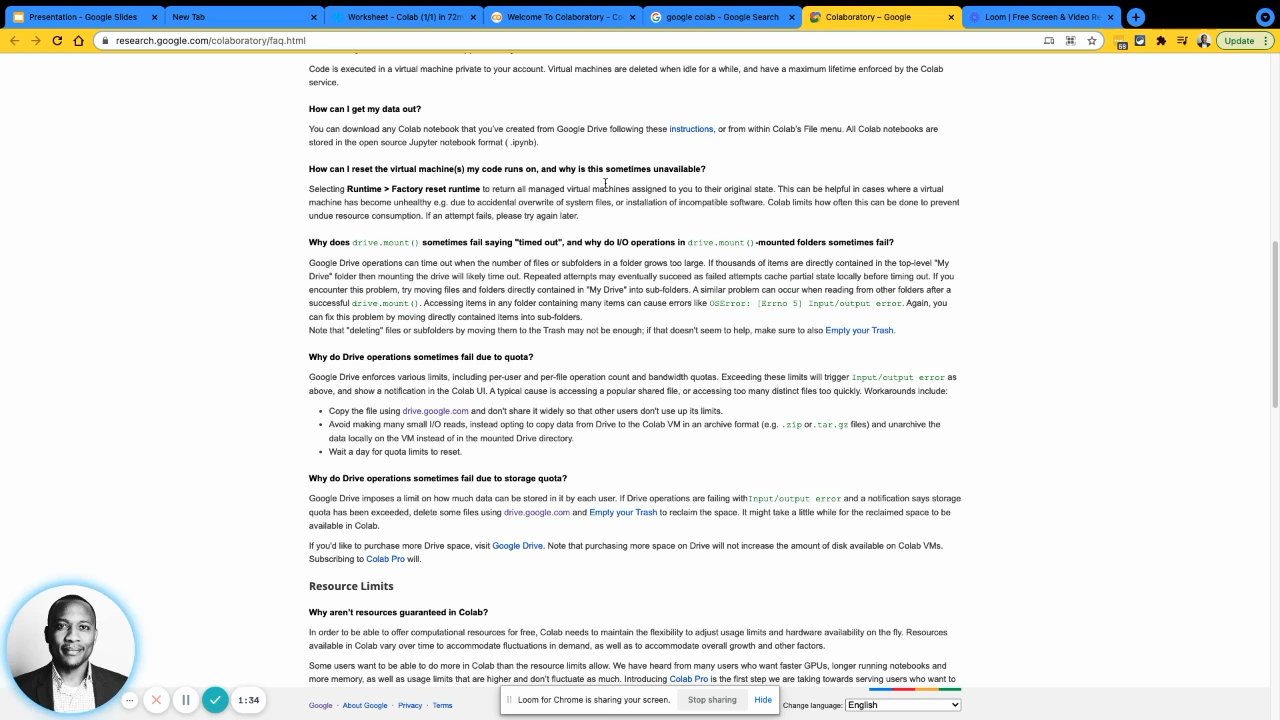 Presentation - Google Slides
New Tab
Worksheet - Colab (1/1) in 72m
Welcome To Colaboratory - Co
google colab - Google Search
Colaboratory – Google
Loom | Free Screen & Video Re
research.google.com/colaboratory/faq.html
68
Update
Code is executed in a virtual machine private to your account. Virtual machines are deleted when idle for a while, and have a maximum lifetime enforced by the Colab
service.
How can I get my data out?
You can download any Colab notebook that you've created from Google Drive following these instructions, or from within Colab's File menu. All Colab notebooks are
stored in the open source Jupyter notebook format ( .ipynb).
How can I reset the virtual machine(s) my code runs on, and why is this sometimes unavailable?
Selecting Runtime > Factory reset runtime to return all managed virtual machines assigned to you to their original state. This can be helpful in cases where a virtual
machine has become unhealthy e.g. due to accidental overwrite of system files, or installation of incompatible software. Colab limits how often this can be done to prevent
undue resource consumption. If an attempt fails, please try again later.
Why does drive.mount() sometimes fail saying "timed out", and why do I/O operations in drive.mount()-mounted folders sometimes fail?
Google Drive operations can time out when the number of files or subfolders in a folder grows too large. If thousands of items are directly contained in the top-level "My
Drive" folder then mounting the drive will likely time out. Repeated attempts may eventually succeed as failed attempts cache partial state locally before timing out. If you
encounter this problem, try moving files and folders directly contained in "My Drive" into sub-folders. A similar problem can occur when reading from other folders after a
successful drive.mount(). Accessing items in any folder containing many items can cause errors like OSError: [Errno 5] Input/output error. Again, you
can fix this problem by moving directly contained items into sub-folders.
Note that "deleting" files or subfolders by moving them to the Trash may not be enough; if that doesn't seem to help, make sure to also Empty your Trash.
Why do Drive operations sometimes fail due to quota?
Google Drive enforces various limits, including per-user and per-file operation count and bandwidth quotas. Exceeding these limits will trigger Input/output error as
above, and show a notification in the Colab UI. A typical cause is accessing a popular shared file, or accessing too many distinct files too quickly. Workarounds include:
• Copy the file using drive.google.com and don't share it widely so that other users don't use up its limits.
• Avoid making many small I/O reads, instead opting to copy data from Drive to the Colab VM in an archive format (e.g. .zip or .tar.gz files) and unarchive the
data locally on the VM instead of in the mounted Drive directory.
• Wait a day for quota limits to reset.
Why do Drive operations sometimes fail due to storage quota?
Google Drive imposes a limit on how much data can be stored in it by each user. If Drive operations are failing with Input/output error and a notification says storage
quota has been exceeded, delete some files using drive.google.com and Empty your Trash to reclaim the space. It might take a little while for the reclaimed space to be
available in Colab.
If you'd like to purchase more Drive space, visit Google Drive. Note that purchasing more space on Drive will not increase the amount of disk available on Colab VMs.
Subscribing to Colab Pro will.
Resource Limits
Why aren't resources guaranteed in Colab?
In order to be able to offer computational resources for free, Colab needs to maintain the flexibility to adjust usage limits and hardware availability on the fly. Resources
available in Colab vary over time to accommodate fluctuations in demand, as well as to accommodate overall growth and other factors.
Some users want to be able to do more in Colab than the resource limits allow. We have heard from many users who want faster GPUs, longer running notebooks and
more memory, as well as usage limits that are higher and don't fluctuate as much. Introducing Colab Pro is the first step we are taking towards serving users who want to
1:34
Loom for Chrome is sharing your screen.
Stop sharing
Hide
Google · About Google · Privacy · Terms
Change language: English